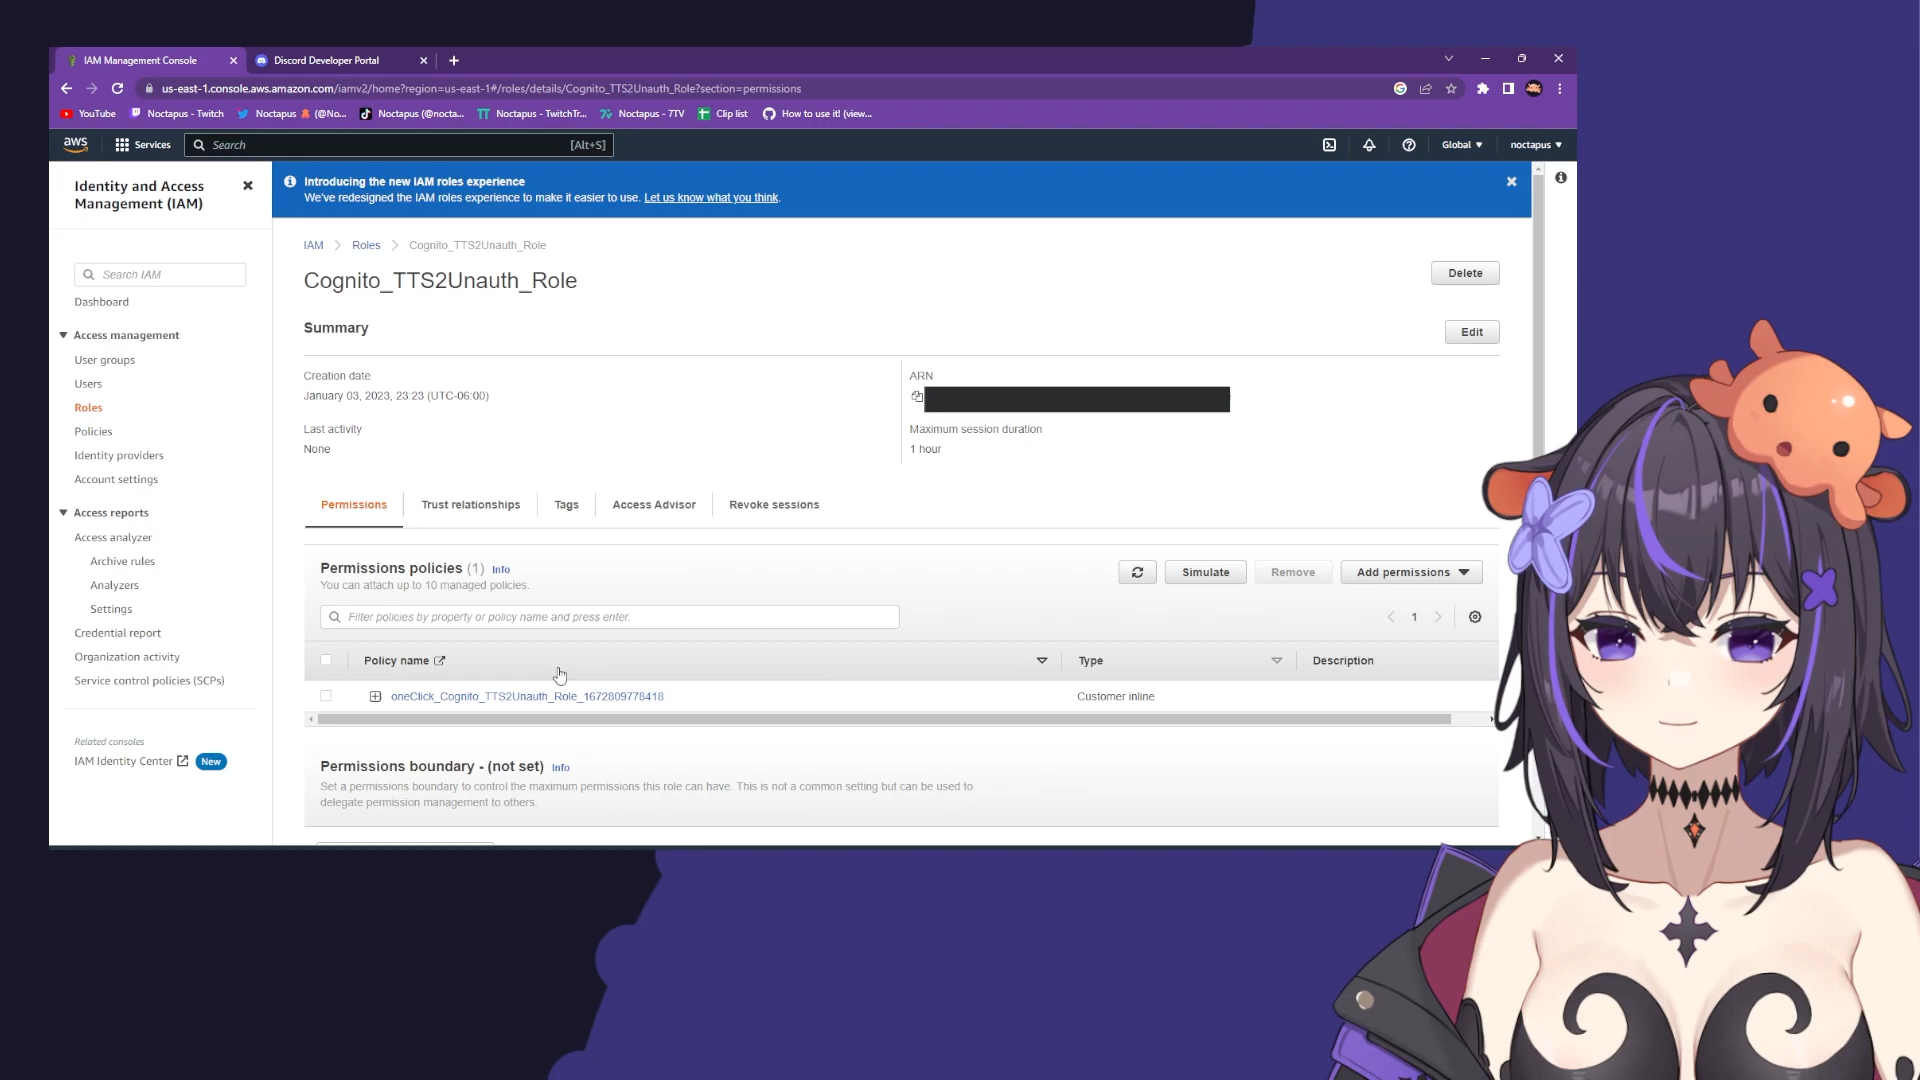 IAM Management Console
Discord Developer Portal
us-east-1.console.aws.amazon.com/iamv2/home?region=us-east-1#/roles/details/Cognito_TTS2Unauth_Role?section=permissions
YouTube
Noctapus - Twitch
Noctapus 🐙 (@No...
Noctapus (@nocta...
Noctapus - TwitchTr...
Noctapus - 7TV
Clip list
How to use it! (view...
aws
Services
Search
[Alt+S]
Global
noctapus
Identity and Access
Management (IAM)
Search IAM
Dashboard
Access management
User groups
Users
Roles
Policies
Identity providers
Account settings
Access reports
Access analyzer
Archive rules
Analyzers
Settings
Credential report
Organization activity
Service control policies (SCPs)
Related consoles
IAM Identity Center
New
Introducing the new IAM roles experience
We've redesigned the IAM roles experience to make it easier to use. Let us know what you think.
IAM > Roles > Cognito_TTS2Unauth_Role
Cognito_TTS2Unauth_Role
Delete
Summary
Edit
Creation date
January 03, 2023, 23:23 (UTC-06:00)
ARN
Last activity
None
Maximum session duration
1 hour
Permissions
Trust relationships
Tags
Access Advisor
Revoke sessions
Permissions policies (1) Info
You can attach up to 10 managed policies.
Simulate
Remove
Add permissions
Filter policies by property or policy name and press enter.
1
Policy name
Type
Description
oneClick_Cognito_TTS2Unauth_Role_1672809778418
Customer inline
Permissions boundary - (not set) Info
Set a permissions boundary to control the maximum permissions this role can have. This is not a common setting but can be used to
delegate permission management to others.